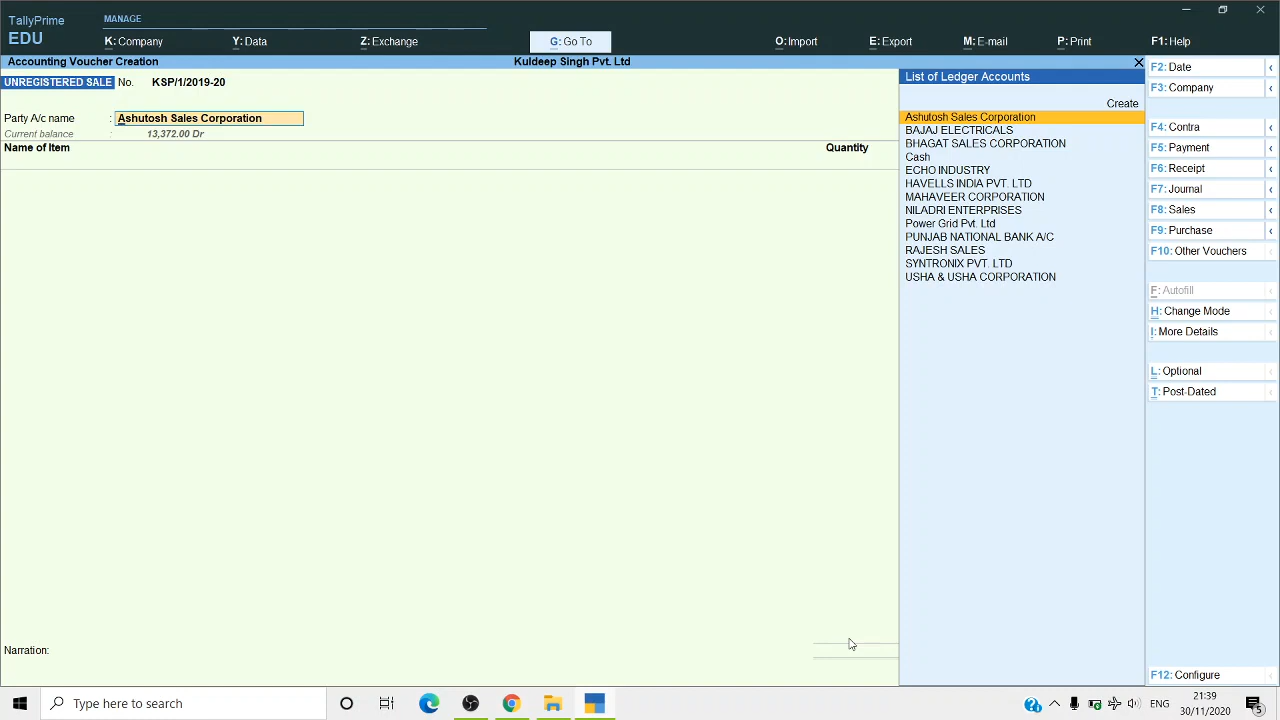 TallyPrime
EDU
MANAGE
K: Company
Y: Data
Z: Exchange
G: Go To
O: Import
E: Export
M: E-mail
P: Print
F1: Help
Accounting Voucher Creation
Kuldeep Singh Pvt. Ltd
UNREGISTERED SALE No. KSP/1/2019-20
Party A/c name : Ashutosh Sales Corporation
Current balance : 13,372.00 Dr
Name of Item
Quantity
Narration:
List of Ledger Accounts
Create
Ashutosh Sales Corporation
BAJAJ ELECTRICALS
BHAGAT SALES CORPORATION
Cash
ECHO INDUSTRY
HAVELLS INDIA PVT. LTD
MAHAVEER CORPORATION
NILADRI ENTERPRISES
Power Grid Pvt. Ltd
PUNJAB NATIONAL BANK A/C
RAJESH SALES
SYNTRONIX PVT. LTD
USHA & USHA CORPORATION
F2: Date
F3: Company
F4: Contra
F5: Payment
F6: Receipt
F7: Journal
F8: Sales
F9: Purchase
F10: Other Vouchers
F: Autofill
H: Change Mode
I: More Details
L: Optional
T: Post-Dated
F12: Configure
Type here to search
ENG
21:39
30/11/2020
5